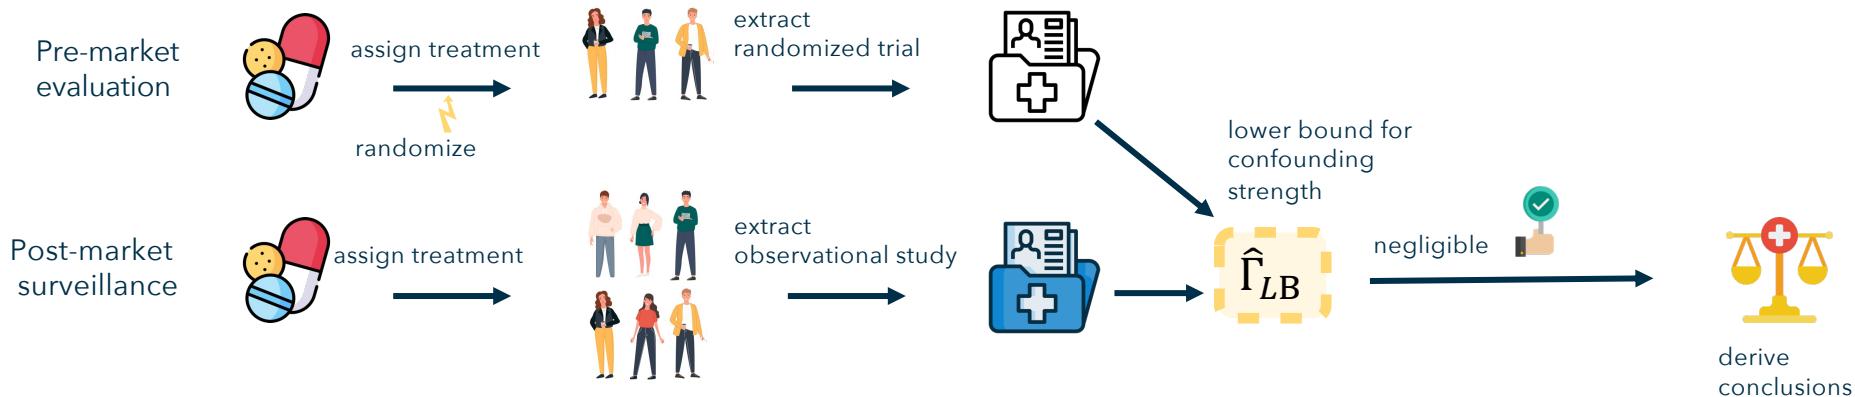 Pre-market
evaluation
assign treatment
randomize
extract
randomized trial
lower bound for
confounding
strength
Post-market
surveillance
assign treatment
extract
observational study
Γ̂_LB
negligible
derive
conclusions